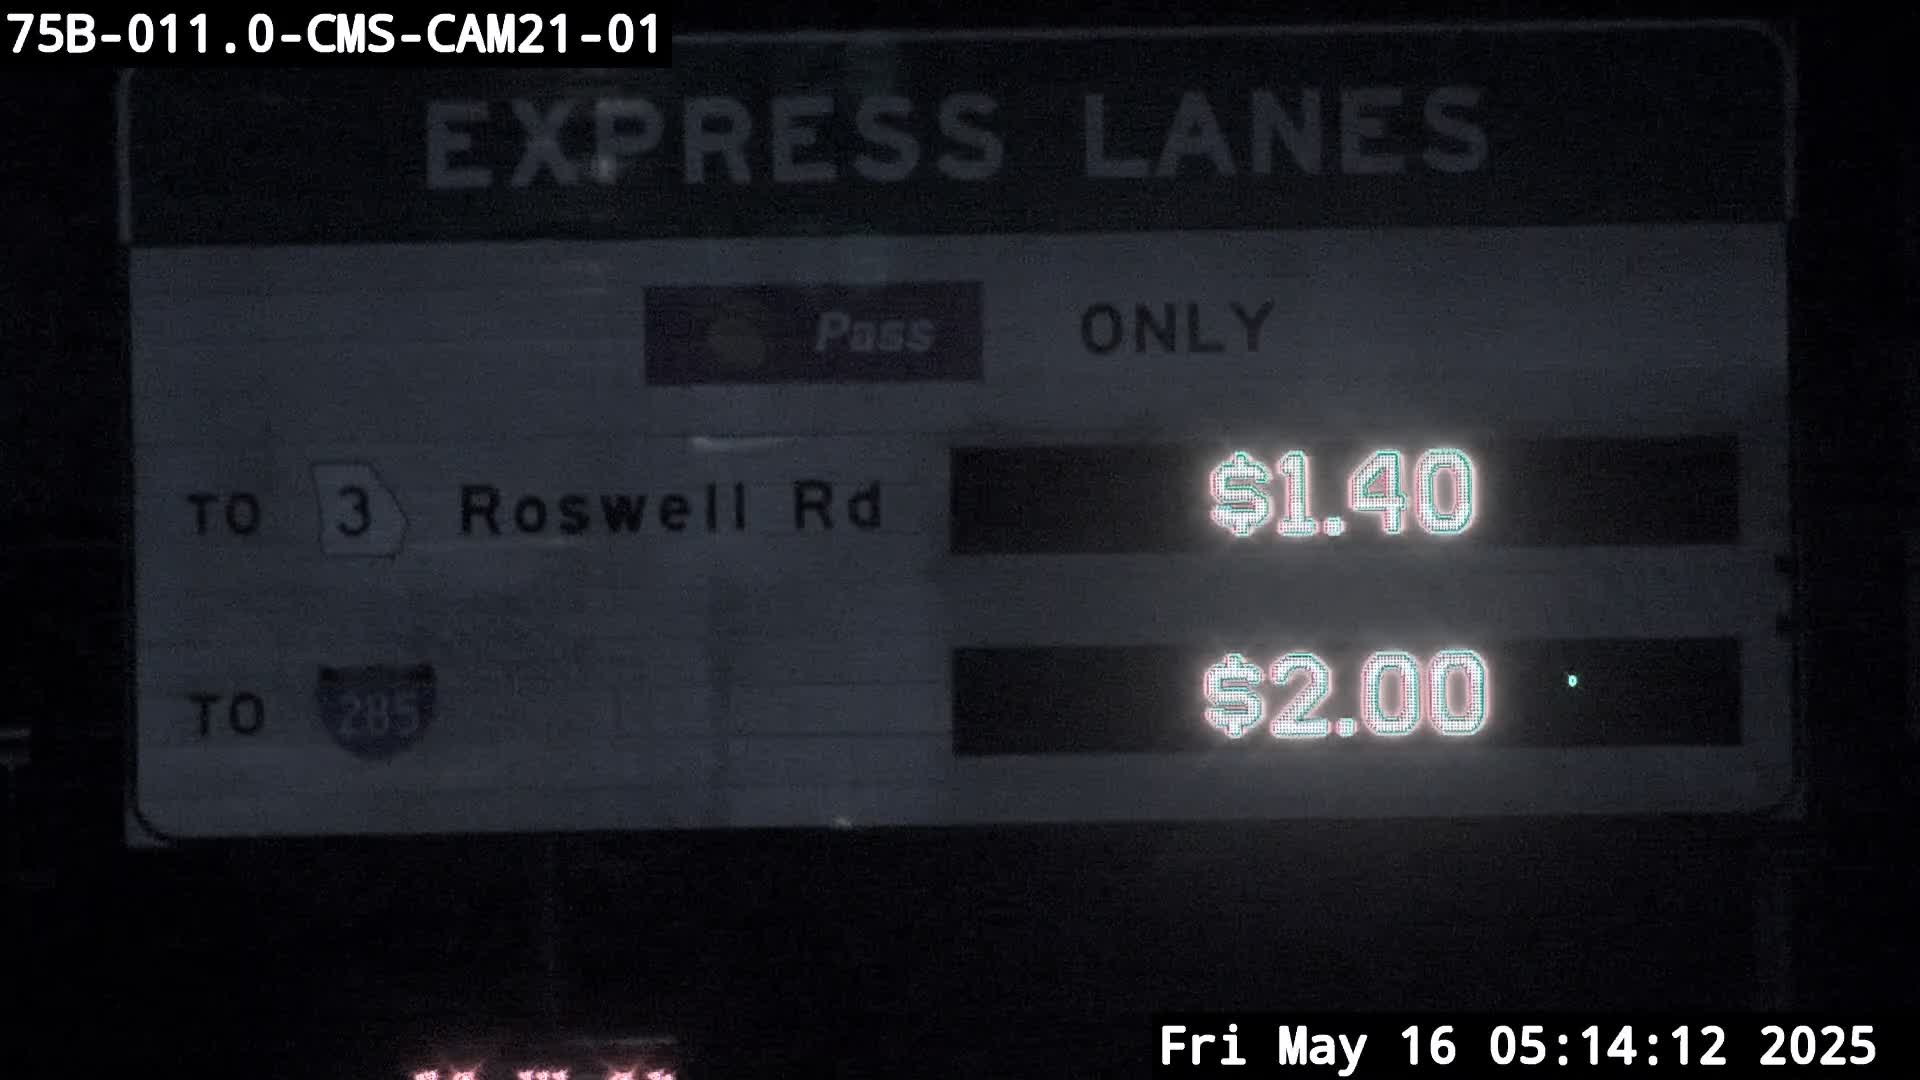 75B-011.0-CMS-CAM21-01
EXPRESS LANES
Pass ONLY
TO 3 Roswell Rd $1.40
TO 285 $2.00
Fri May 16 05:14:12 2025